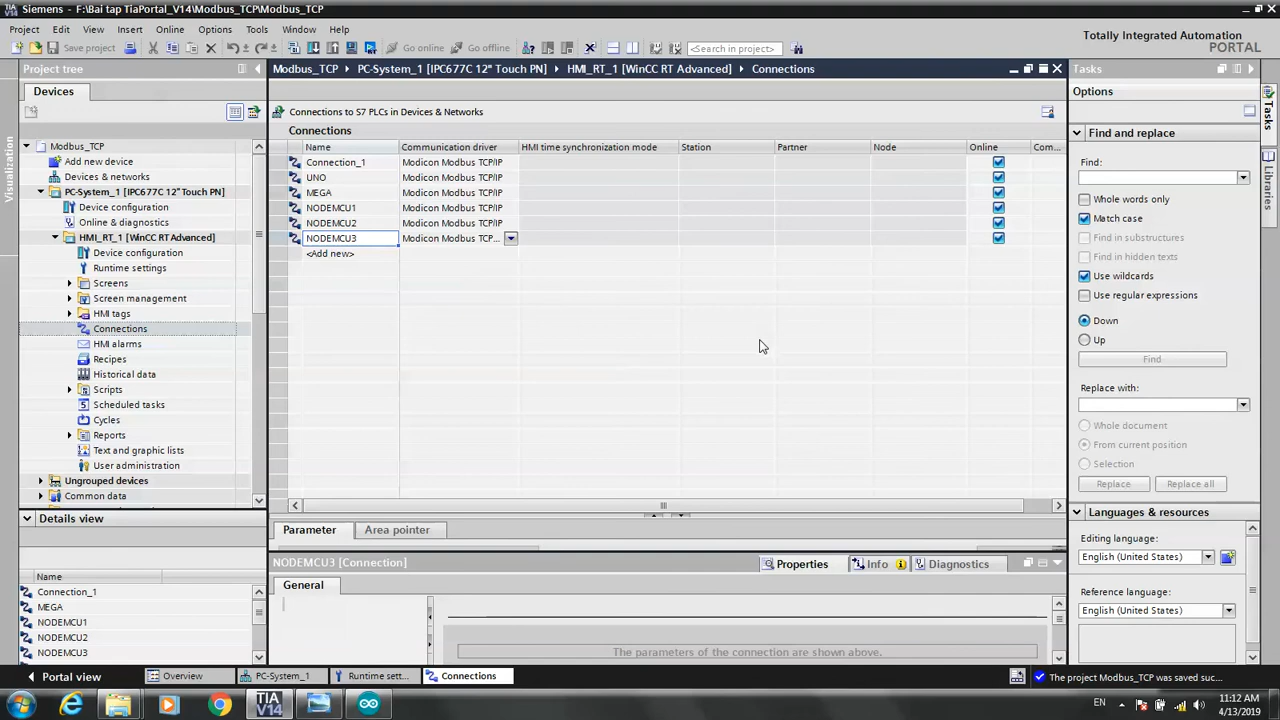 Siemens - F:\Bai tap TiaPortal_V14\Modbus_TCP\Modbus_TCP
TIA
V14
Project Edit View Insert Online Options Tools Window Help
Totally Integrated Automation
PORTAL
Save project
Go online
Go offline
<Search in project>
Project tree
Modbus_TCP
PC-System_1 [IPC677C 12" Touch PN]
HMI_RT_1 [WinCC RT Advanced]
Connections
Tasks
Devices
Options
Visualization
Tasks
Libraries
Connections to S7 PLCs in Devices & Networks
Connections
Name Communication driver HMI time synchronization mode Station Partner Node Online Com...
Connection_1 Modicon Modbus TCP/IP
UNO Modicon Modbus TCP/IP
MEGA Modicon Modbus TCP/IP
NODEMCU1 Modicon Modbus TCP/IP
NODEMCU2 Modicon Modbus TCP/IP
NODEMCU3 Modicon Modbus TCP...
<Add new>
Modbus_TCP
Add new device
Devices & networks
PC-System_1 [IPC677C 12" Touch PN]
Device configuration
Online & diagnostics
HMI_RT_1 [WinCC RT Advanced]
Device configuration
Runtime settings
Screens
Screen management
HMI tags
Connections
HMI alarms
Recipes
Historical data
Scripts
Scheduled tasks
Cycles
Reports
Text and graphic lists
User administration
Ungrouped devices
Common data
Find and replace
Find:
Whole words only
Match case
Find in substructures
Find in hidden texts
Use wildcards
Use regular expressions
Down
Up
Find
Replace with:
Whole document
From current position
Selection
Replace
Replace all
Languages & resources
Editing language:
English (United States)
Reference language:
English (United States)
Details view
Name
Connection_1
MEGA
NODEMCU1
NODEMCU2
NODEMCU3
Parameter
Area pointer
NODEMCU3 [Connection]
Properties
Info
Diagnostics
General
The parameters of the connection are shown above.
Portal view
Overview
PC-System_1
Runtime sett...
Connections
The project Modbus_TCP was saved suc...
TIA
V14
EN
11:12 AM
4/13/2019